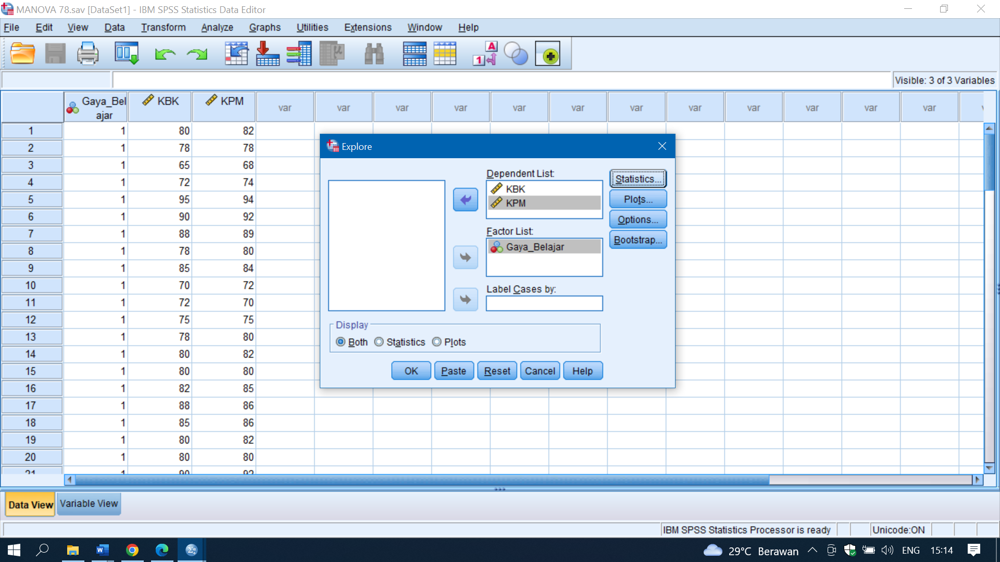 MANOVA 78.sav [DataSet1] - IBM SPSS Statistics Data Editor
File Edit View Data Transform Analyze Graphs Utilities Extensions Window Help
Visible: 3 of 3 Variables
Gaya_Bel
ajar KBK KPM var var var var var var var var var var var var
1 1 80 82
2 1 78 78
3 1 65 68
4 1 72 74
5 1 95 94
6 1 90 92
7 1 88 89
8 1 78 80
9 1 85 84
10 1 70 72
11 1 72 70
12 1 75 75
13 1 78 80
14 1 80 82
15 1 80 80
16 1 82 85
17 1 88 86
18 1 85 86
19 1 80 82
20 1 80 80
21 1 90 92
Explore
Dependent List:
KBK
KPM
Factor List:
Gaya_Belajar
Label Cases by:
Statistics...
Plots...
Options...
Bootstrap...
Display
Both Statistics Plots
OK Paste Reset Cancel Help
Data View Variable View
IBM SPSS Statistics Processor is ready Unicode:ON
29°C Berawan ENG 15:14